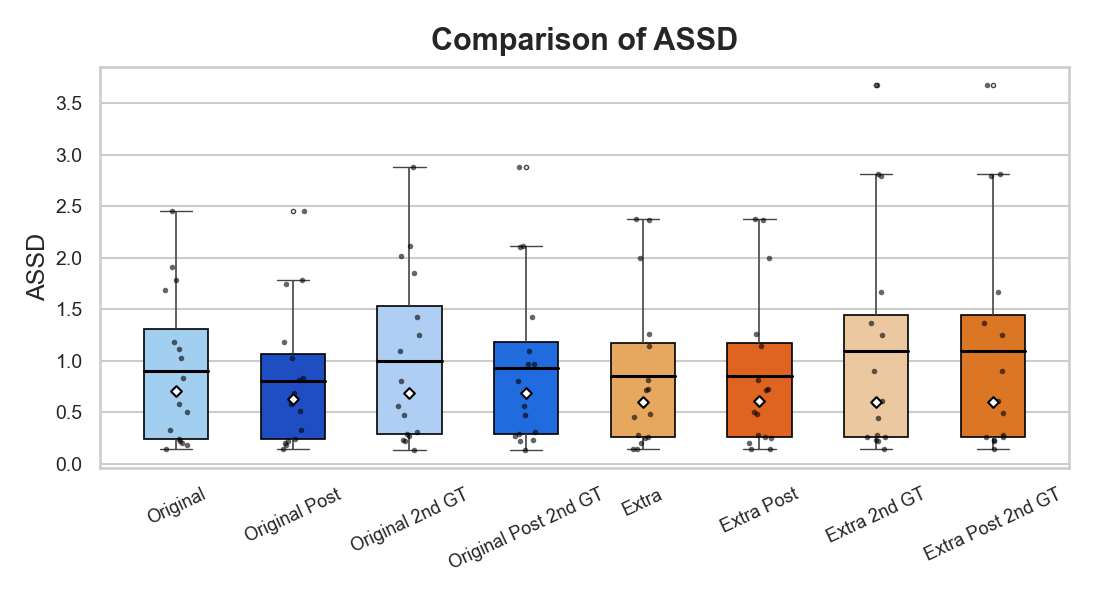 Comparison of ASSD
ASSD
3.5
3.0
2.5
2.0
1.5
1.0
0.5
0.0
Original
Original Post
Original 2nd GT
Original Post 2nd GT
Extra
Extra Post
Extra 2nd GT
Extra Post 2nd GT